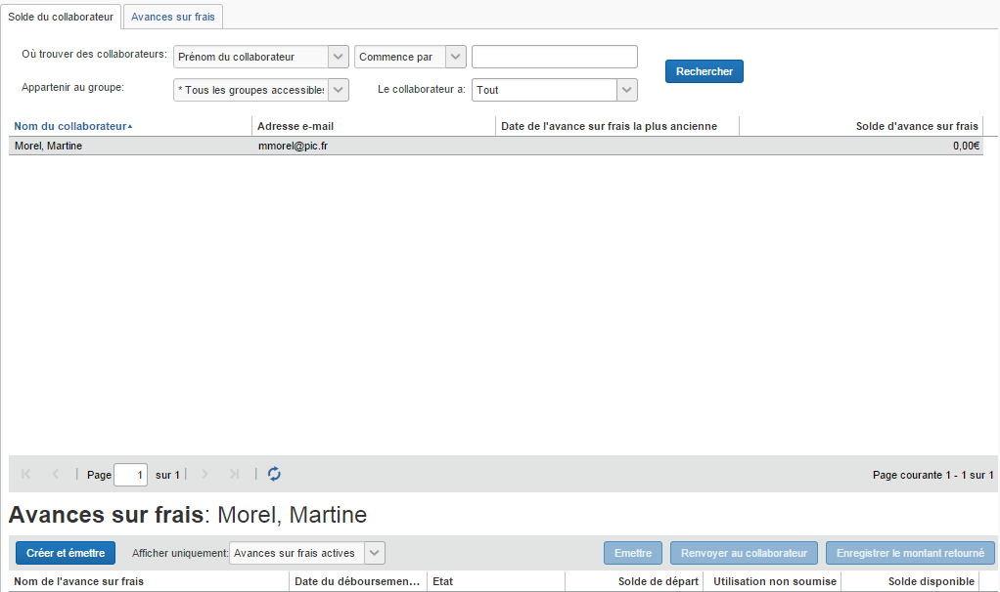 Solde du collaborateur Avances sur frais
Où trouver des collaborateurs: Prénom du collaborateur Commence par
Rechercher
Appartenir au groupe: * Tous les groupes accessibles Le collaborateur a: Tout
Nom du collaborateur Adresse e-mail Date de l'avance sur frais la plus ancienne Solde d'avance sur frais
Morel, Martine mmorel@pic.fr 0,00€
Page 1 sur 1 Page courante 1 - 1 sur 1
Avances sur frais: Morel, Martine
Créer et émettre Afficher uniquement: Avances sur frais actives Emettre Renvoyer au collaborateur Enregistrer le montant retourné
Nom de l'avance sur frais Date du déboursemen... Etat Solde de départ Utilisation non soumise Solde disponible